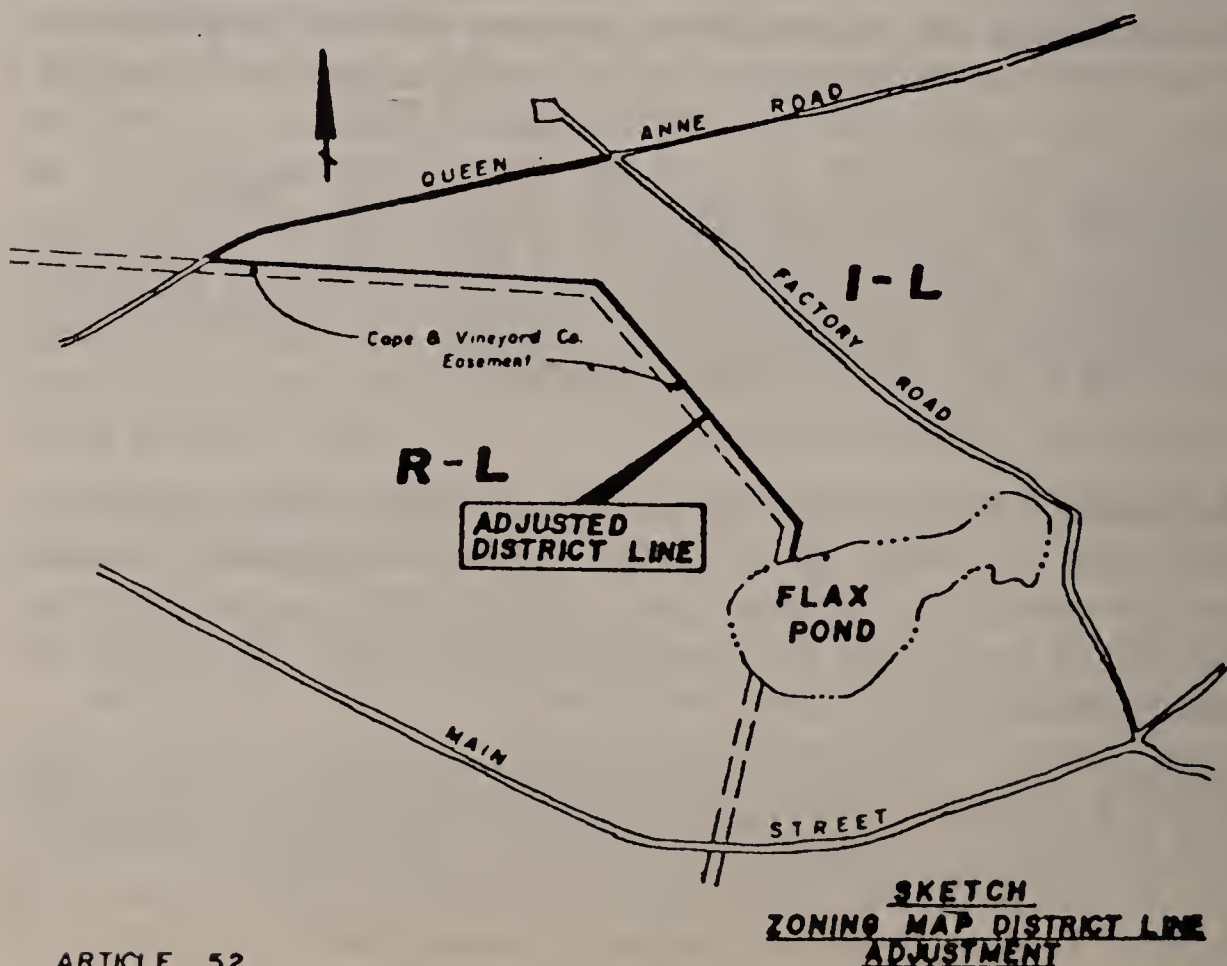 QUEEN ANNE ROAD
FACTORY ROAD
I-L
Cape & Vineyard Co.
Easement
R-L
ADJUSTED
DISTRICT LINE
FLAX
POND
MAIN STREET
SKETCH
ZONING MAP DISTRICT LINE
ADJUSTMENT
ARTICLE 52